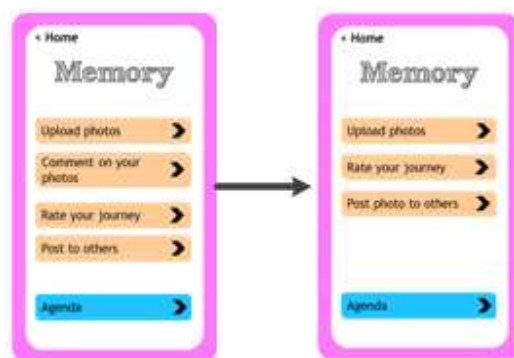 < Home
Memory
Upload photos
Comment on your
photos
Rate your journey
Post to others
Agenda
< Home
Memory
Upload photos
Rate your journey
Post photo to others
Agenda